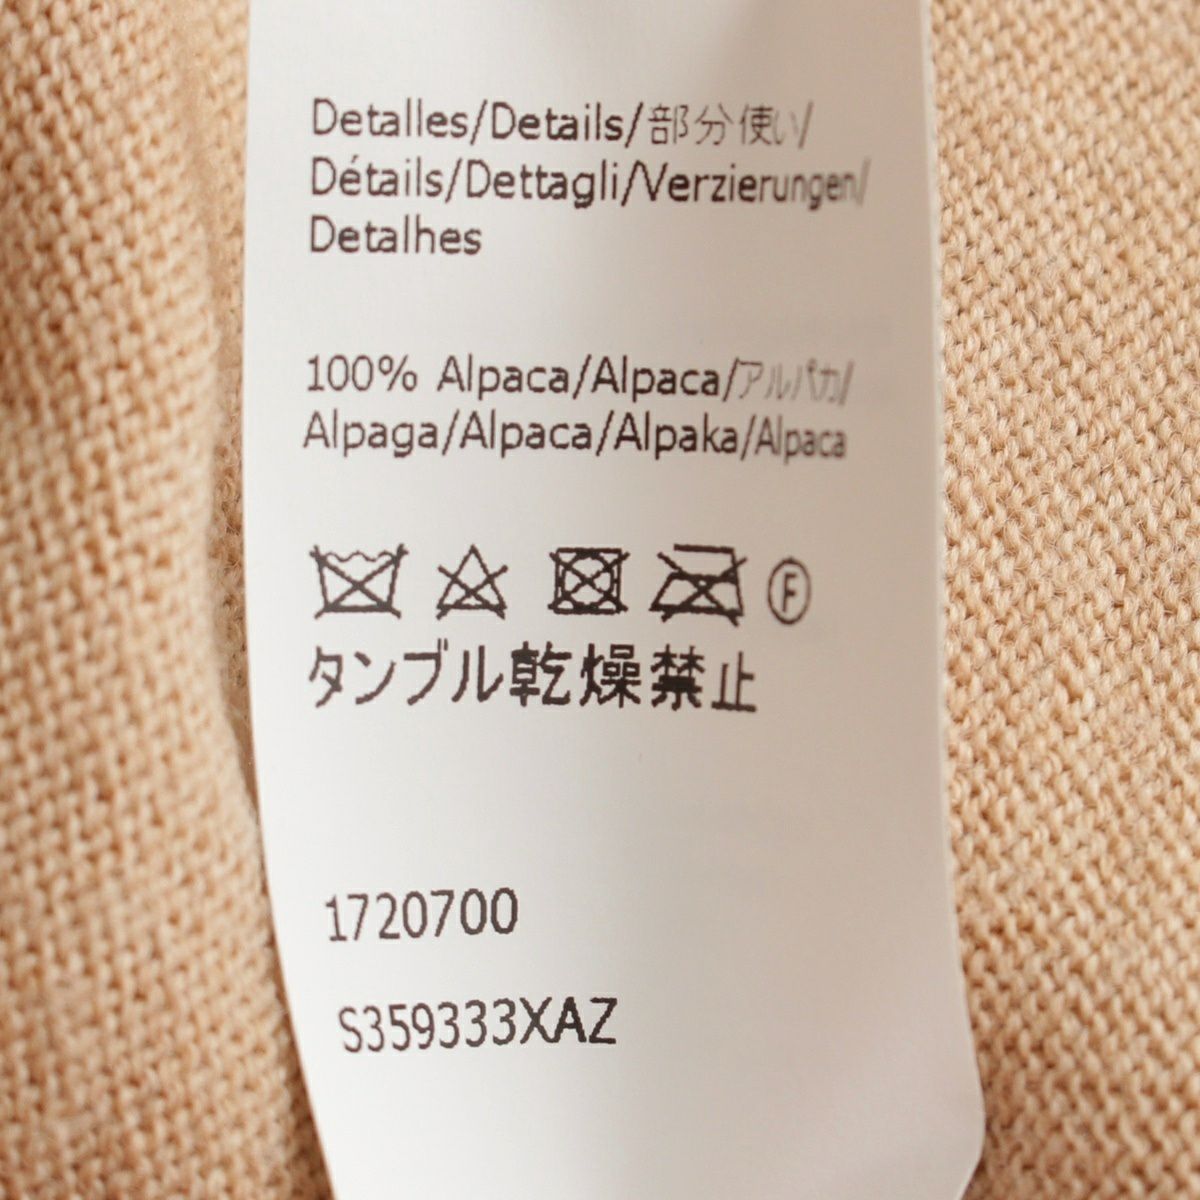 Detalles/Details/部分使い/
Détails/Dettagli/Verzierungen/
Detalhes
100% Alpaca/Alpaca/アルパカ/
Alpaga/Alpaca/Alpaka/Alpaca
F
タンブル乾燥禁止
1720700
S359333XAZ